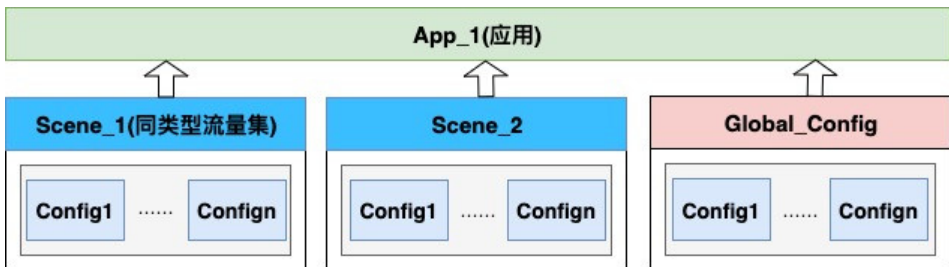 App_1(应用)
Scene_1(同类型流量集)
Scene_2
Global_Config
Config1 ...... Confign
Config1 ...... Confign
Config1 ...... Confign